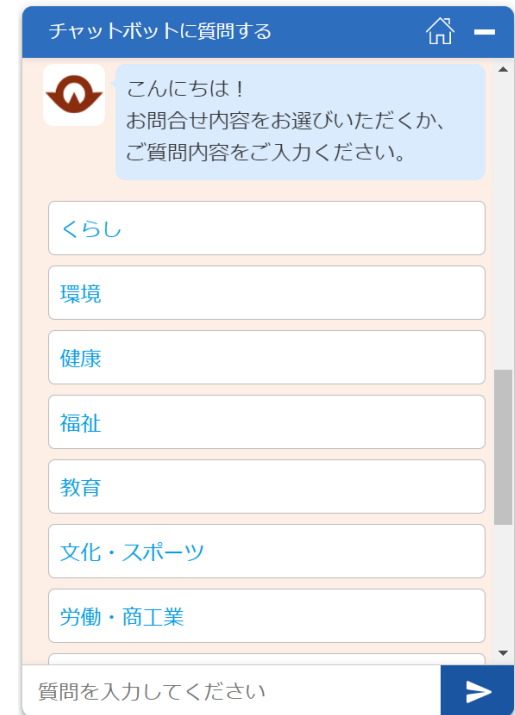 チャットボットに質問する
こんにちは！
お問合せ内容をお選びいただくか、
ご質問内容をご入力ください。
くらし
環境
健康
福祉
教育
文化・スポーツ
労働・商工業
質問を入力してください